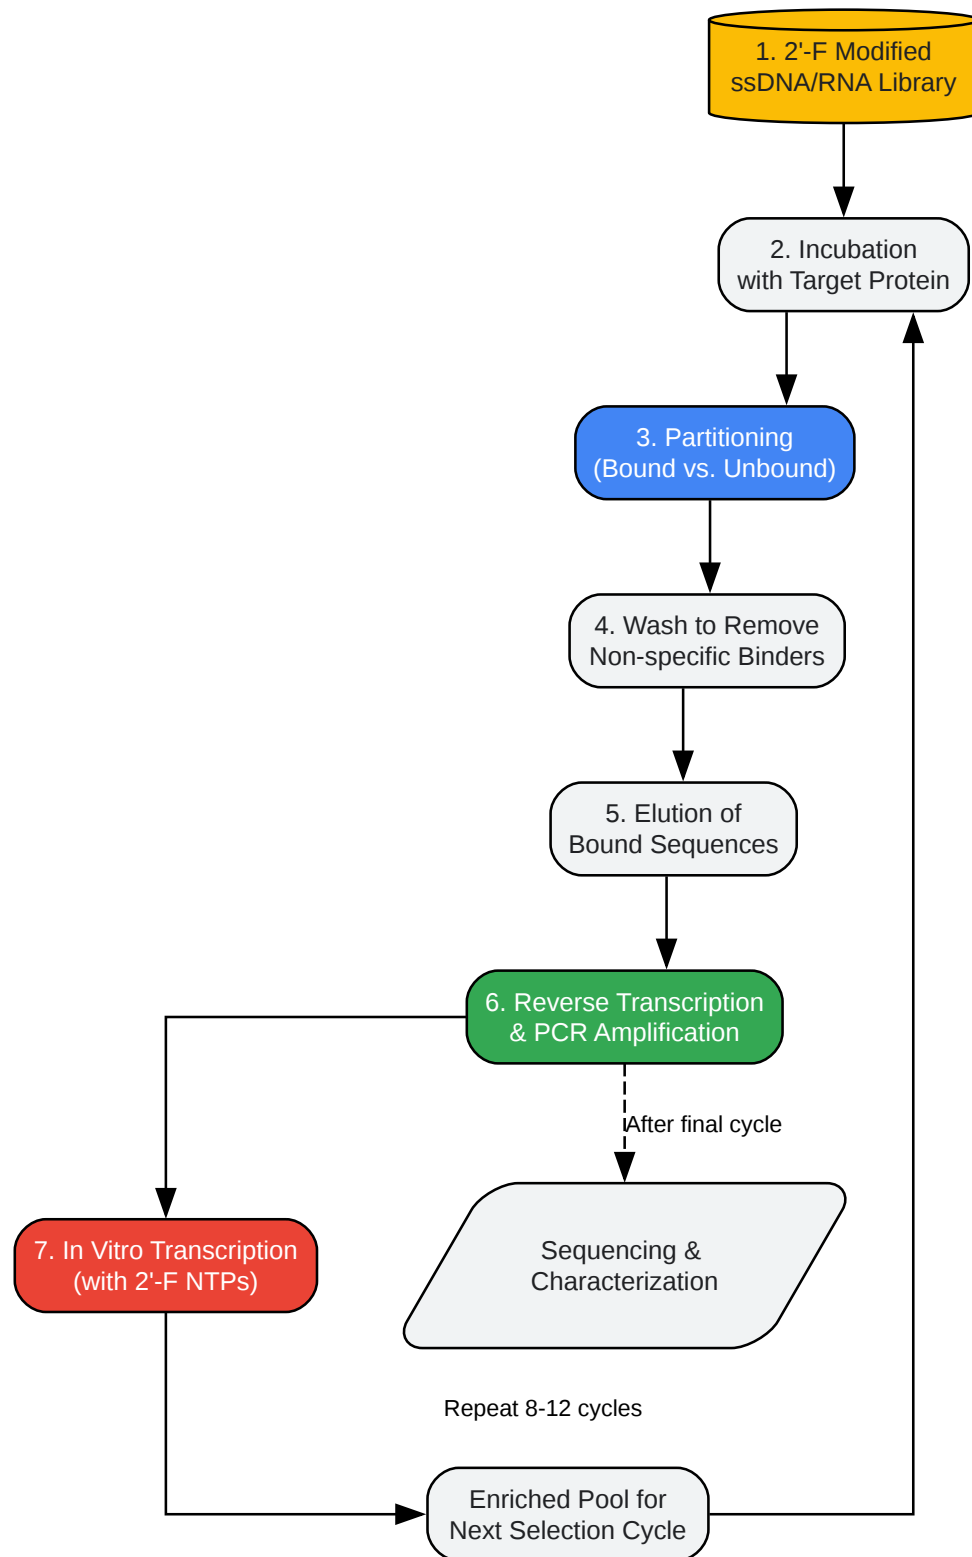 1. 2'-F Modified
ssDNA/RNA Library
2. Incubation
with Target Protein
3. Partitioning
(Bound vs. Unbound)
4. Wash to Remove
Non-specific Binders
5. Elution of
Bound Sequences
6. Reverse Transcription
& PCR Amplification
After final cycle
7. In Vitro Transcription
(with 2'-F NTPs)
Sequencing &
Characterization
Repeat 8-12 cycles
Enriched Pool for
Next Selection Cycle